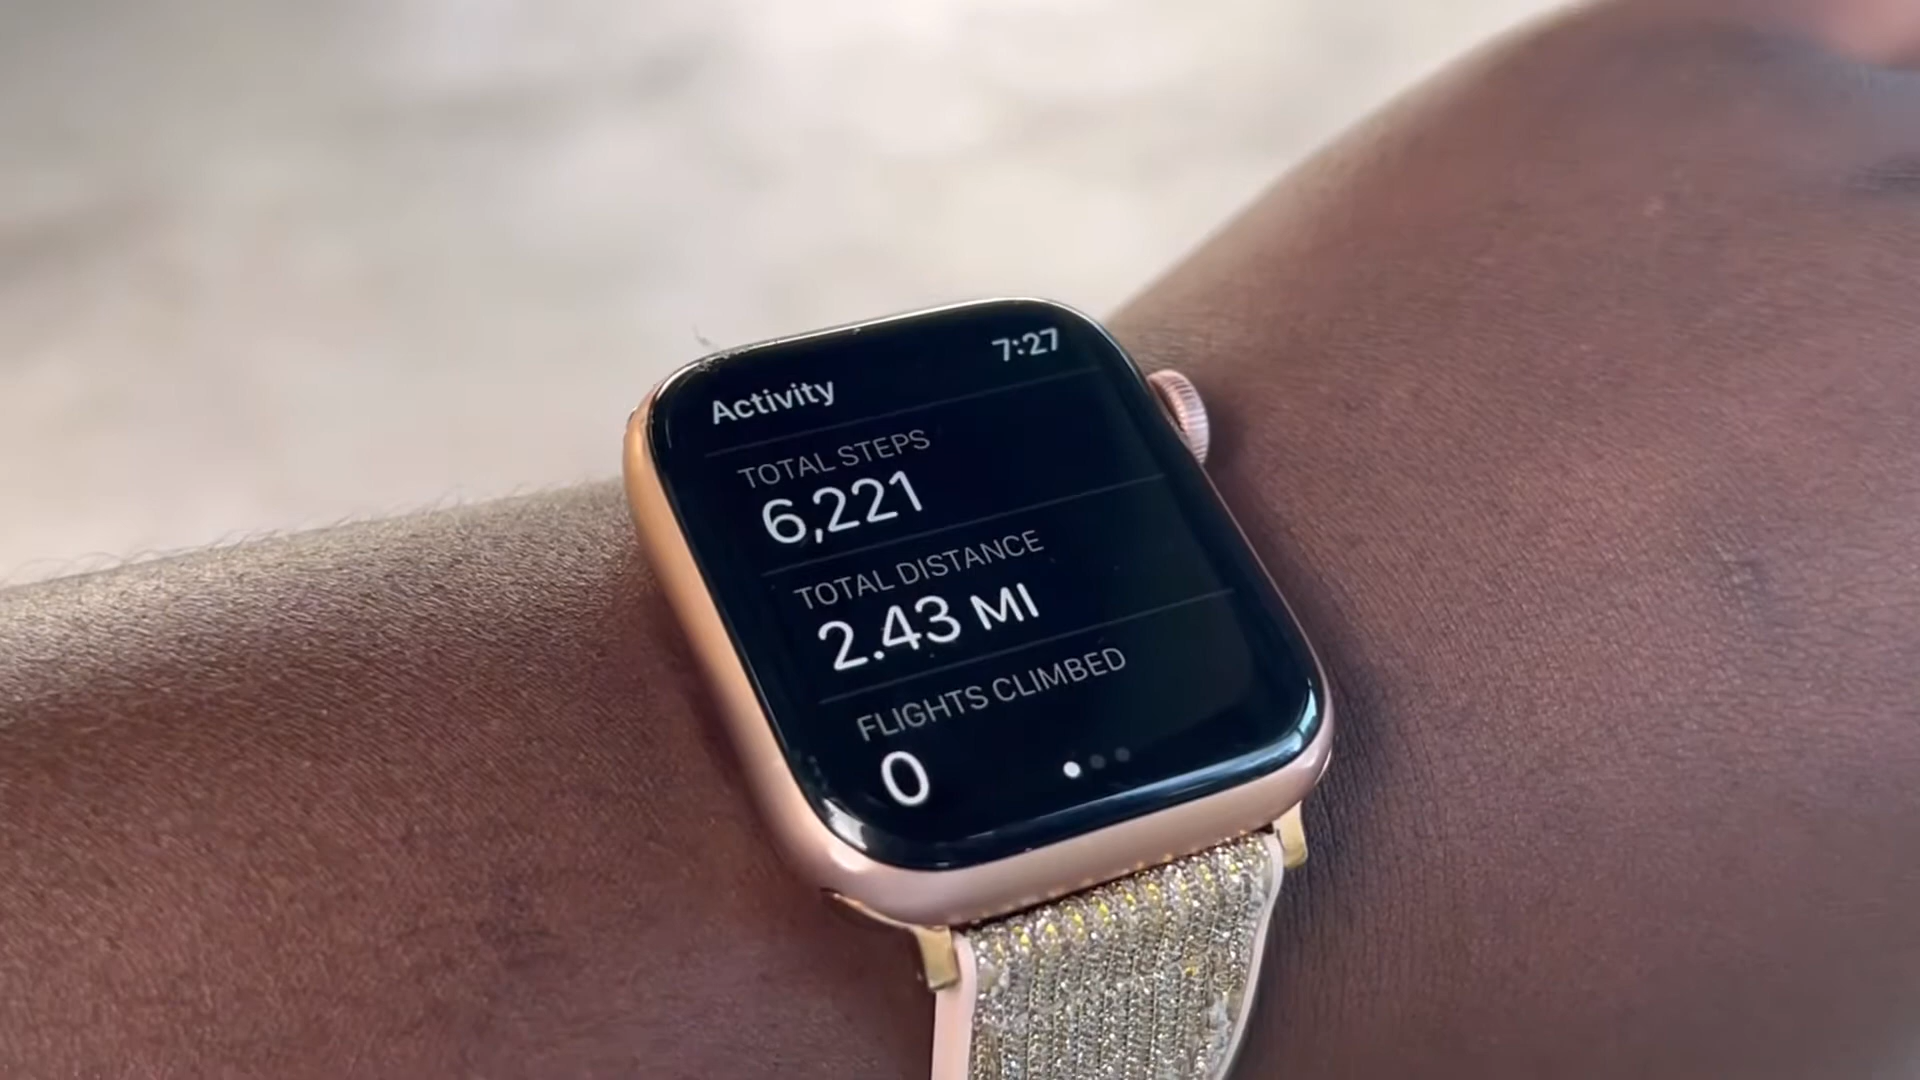 7:27
Activity
TOTAL STEPS
6,221
TOTAL DISTANCE
2.43 MI
FLIGHTS CLIMBED
0